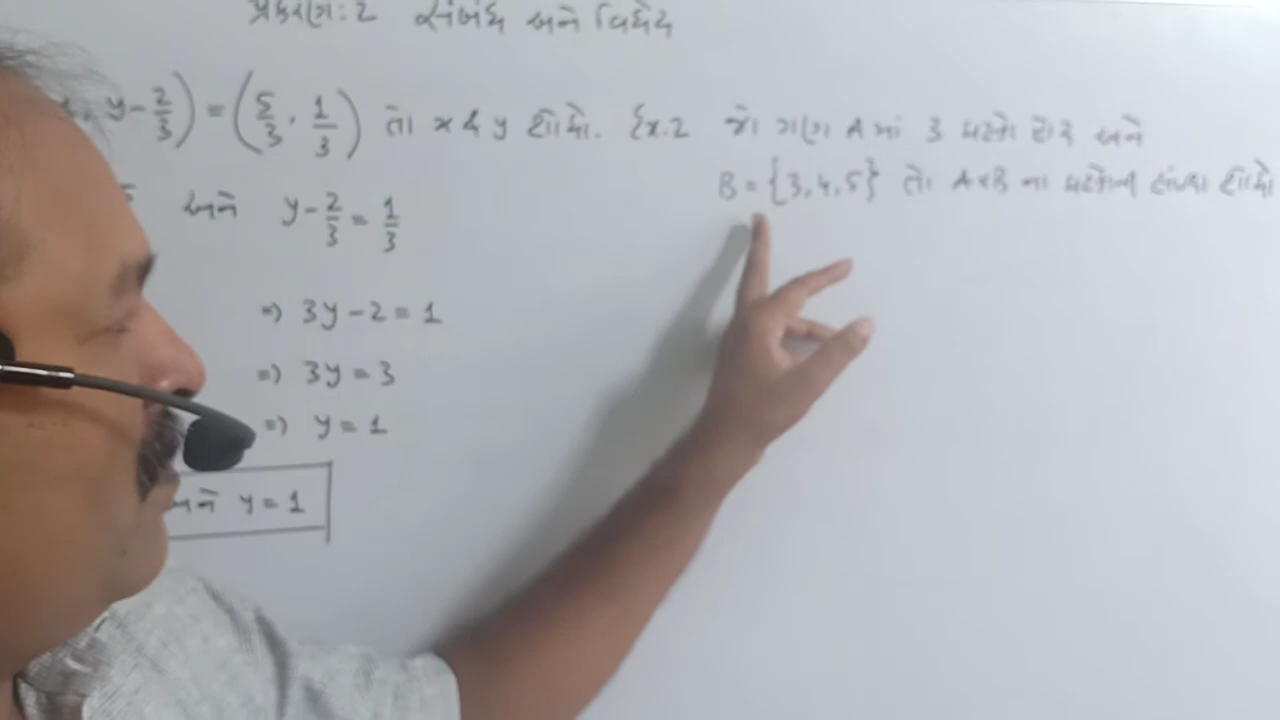 પ્રકરણ: 2 સંબંધ અને વિધેય
, y - 2/3) = (5/3, 1/3) તો x ને y શોધો. {x.2 જો ગણ A માં 3 ઘટકો હોય અને
B = {3,4,5} તો A×B ના ઘટકોની સંખ્યા શોધો
અને y - 2/3 = 1/3
=) 3y - 2 = 1
=) 3y = 3
=) y = 1
અને y = 1